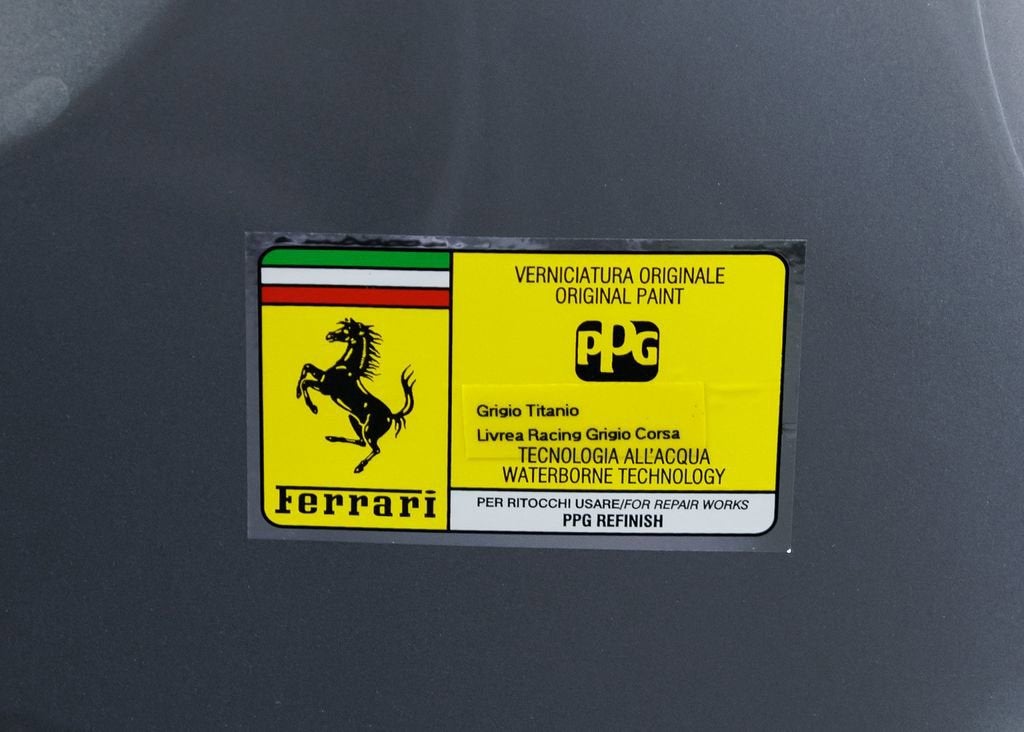 Ferrari
VERNICIATURA ORIGINALE
ORIGINAL PAINT
PPG
Grigio Titanio
Livrea Racing Grigio Corsa
TECNOLOGIA ALL'ACQUA
WATERBORNE TECHNOLOGY
PER RITOCCHI USARE/FOR REPAIR WORKS
PPG REFINISH